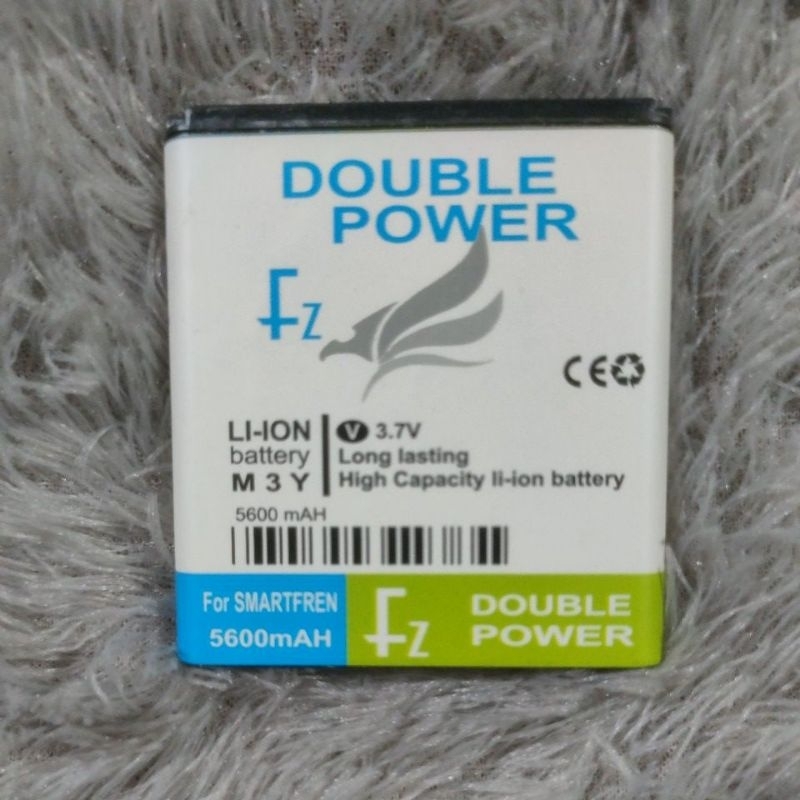 DOUBLE
POWER
Fz
CE
LI-ION
battery
M 3 Y
V 3.7V
Long lasting
High Capacity li-ion battery
5600 mAH
For SMARTFREN
5600mAH
Fz
DOUBLE
POWER